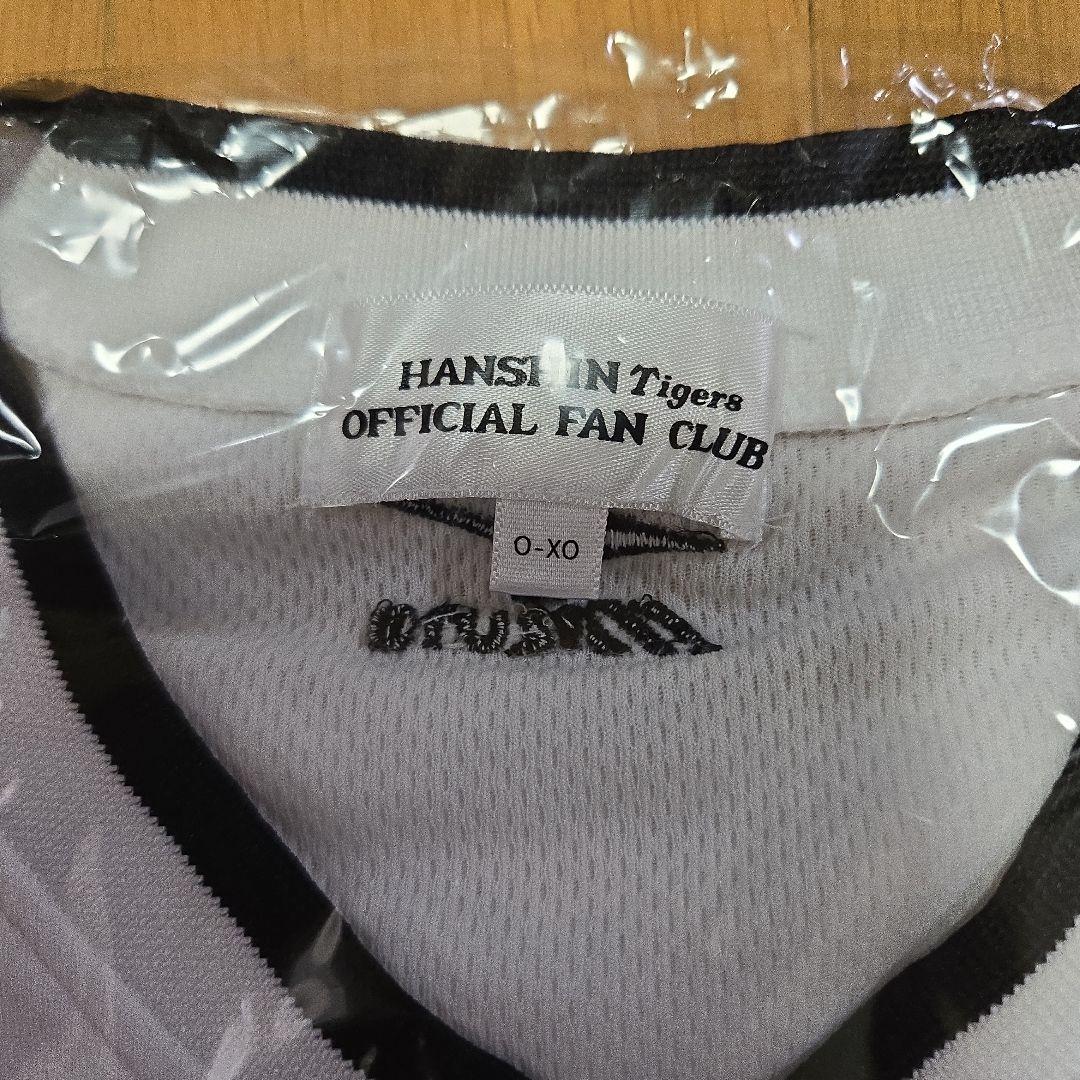 HANSHIN Tigers
OFFICIAL FAN CLUB
O-XO